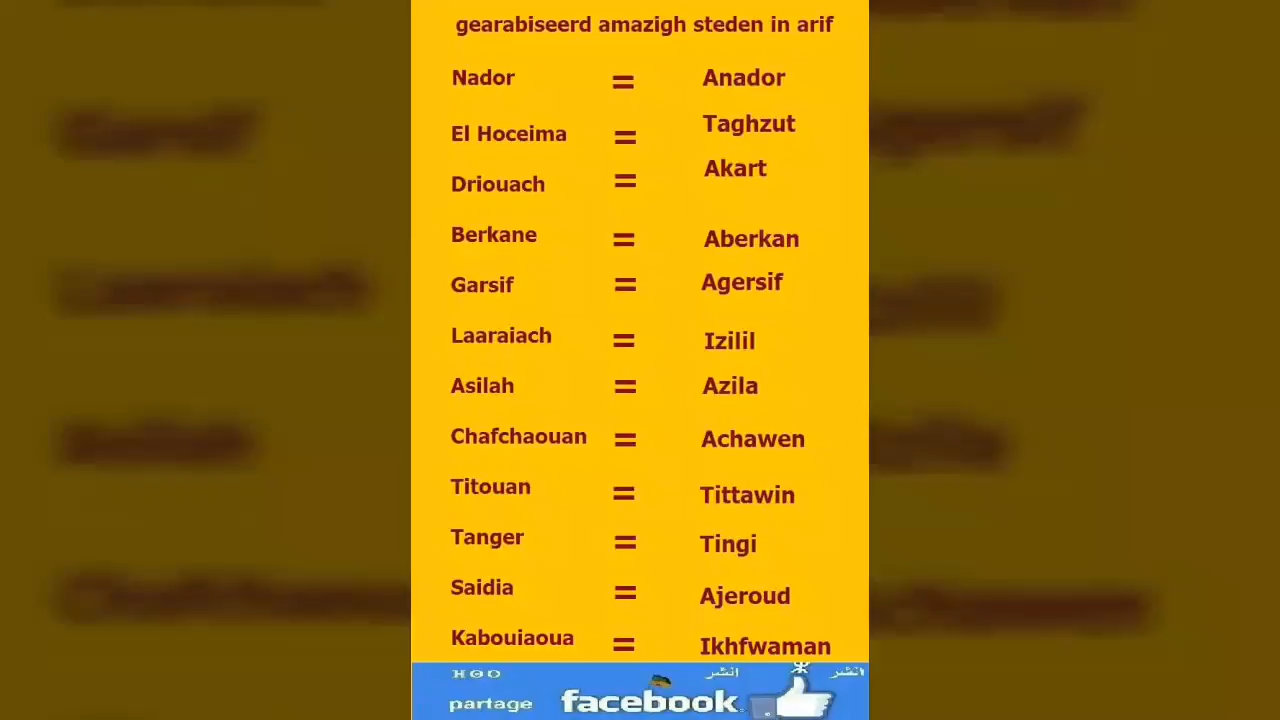 gearabiseerd amazigh steden in arif
Nador = Anador
El Hoceima = Taghzut
Driouach = Akart
Berkane = Aberkan
Garsif = Agersif
Laaraiach = Izilil
Asilah = Azila
Chafchaouan = Achawen
Titouan = Tittawin
Tanger = Tingi
Saidia = Ajeroud
Kabouiaoua = Ikhfwaman
ⴼⵙⵔ انشر انشر
partage facebook